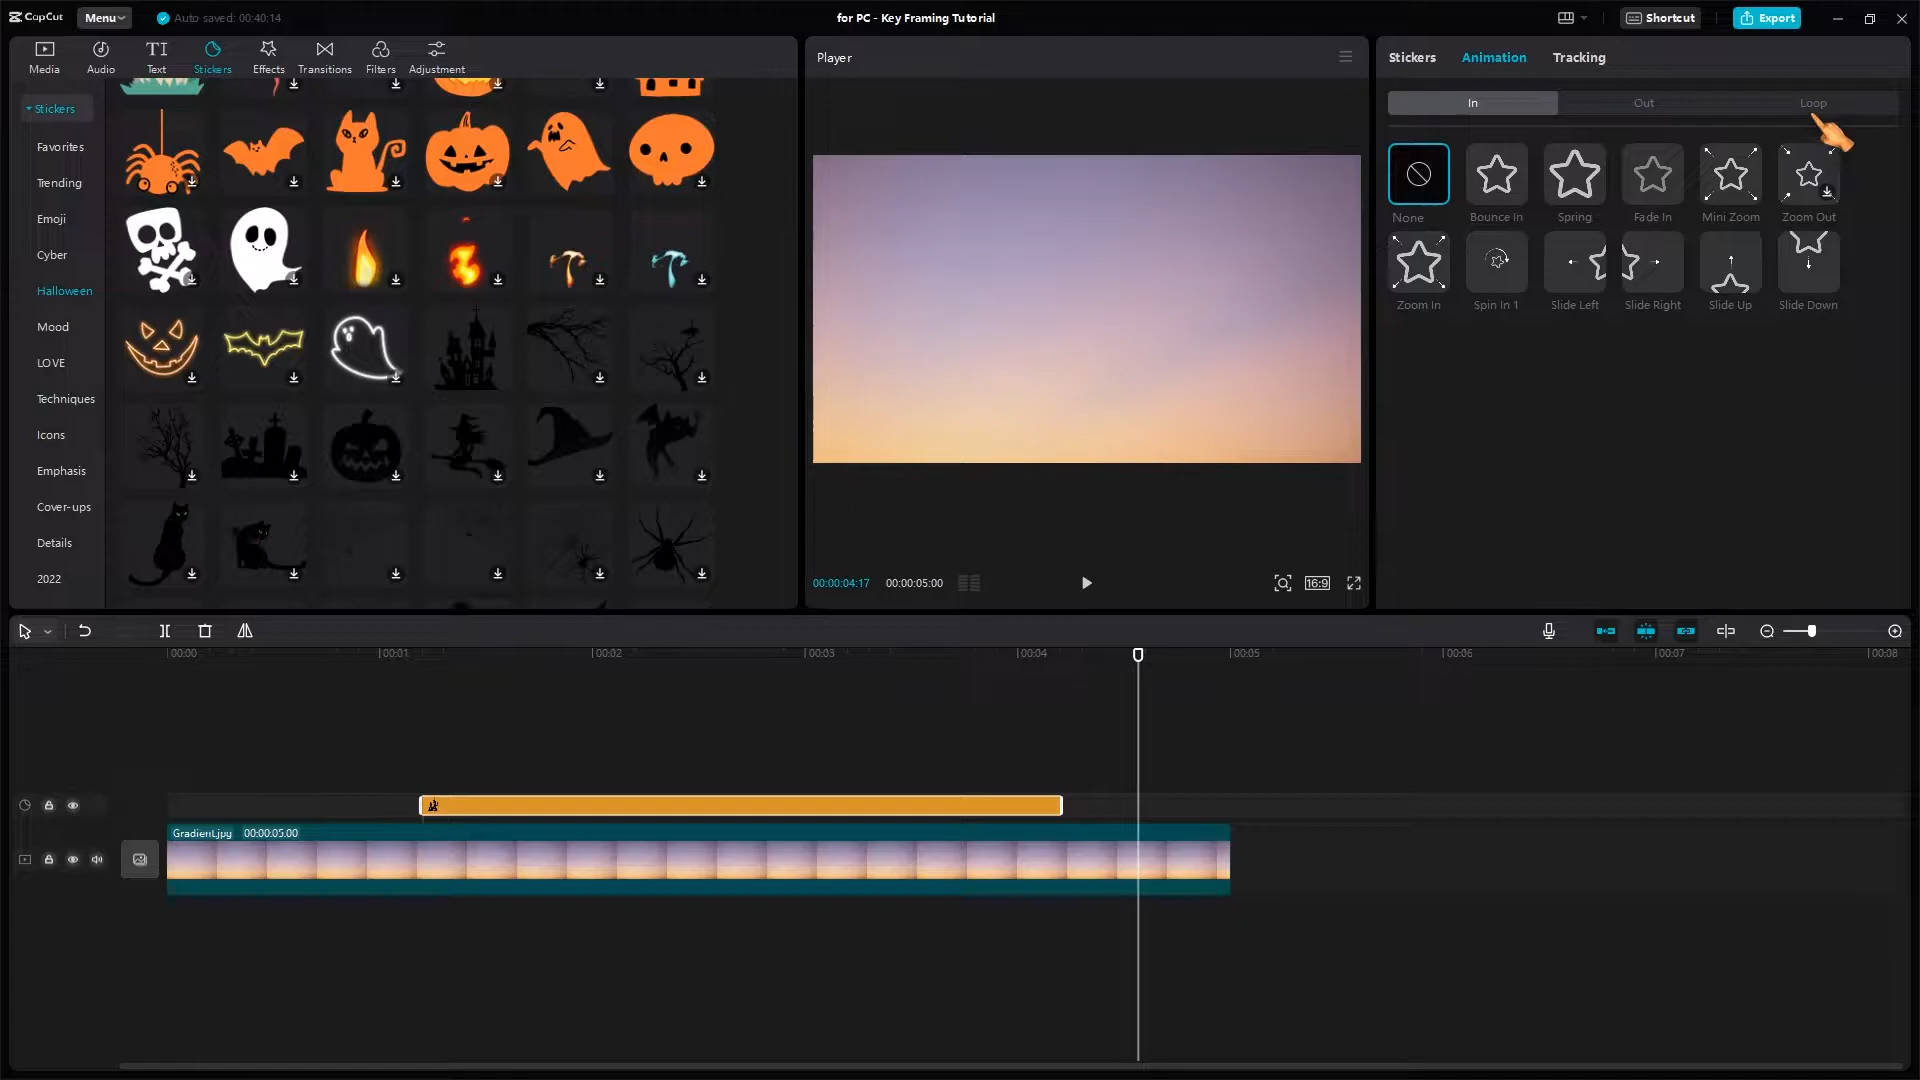 CapCut Menu Auto saved: 00:40:14 for PC - Key Framing Tutorial Shortcut Export
Media Audio Text Stickers Effects Transitions Filters Adjustment
Player
Stickers Animation Tracking
In Out Loop
Stickers
Favorites
Trending
Emoji
Cyber
Halloween
Mood
LOVE
Techniques
Icons
Emphasis
Cover-ups
Details
2022
None Bounce In Spring Fade In Mini Zoom Zoom Out
Zoom In Spin In 1 Slide Left Slide Right Slide Up Slide Down
00:00:04:17 00:00:05:00 16:9
00:00 00:01 00:02 00:03 00:04 00:05 00:06 00:07 00:08
Gradient.jpg 00:00:05:00